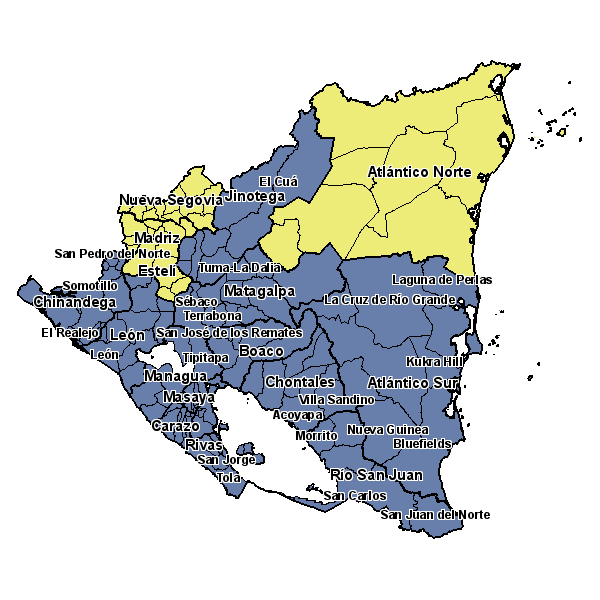 Atlántico Norte
El Cuá
Jinotega
Nueva Segovia
Madriz
San Pedro del Norte
Estelí
Tuma-La Dalia
Laguna de Perlas
Somotillo
Matagalpa
Chinandega
Sébaco
La Cruz de Río Grande
Terrabona
El Realejo
León
San José de los Remates
León
Tipitapa
Boaco
Kukra Hill
Managua
Chontales
Atlántico Sur
Masaya
Villa Sandino
Acoyapa
Carazo
Morrito
Nueva Guinea
Rivas
Bluefields
San Jorge
Tola
Río San Juan
San Carlos
San Juan del Norte